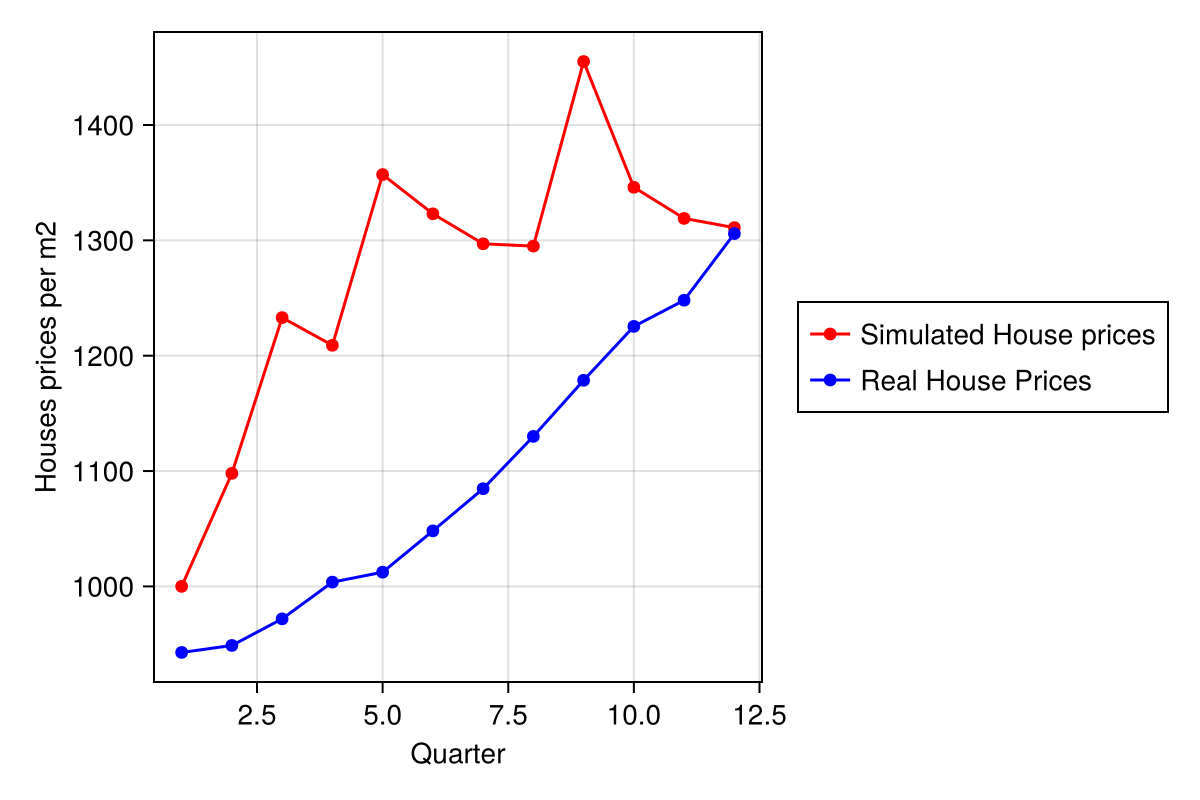 Houses prices per m2
1400
1300
1200
1100
1000
2.5 5.0 7.5 10.0 12.5
Quarter
Simulated House prices
Real House Prices